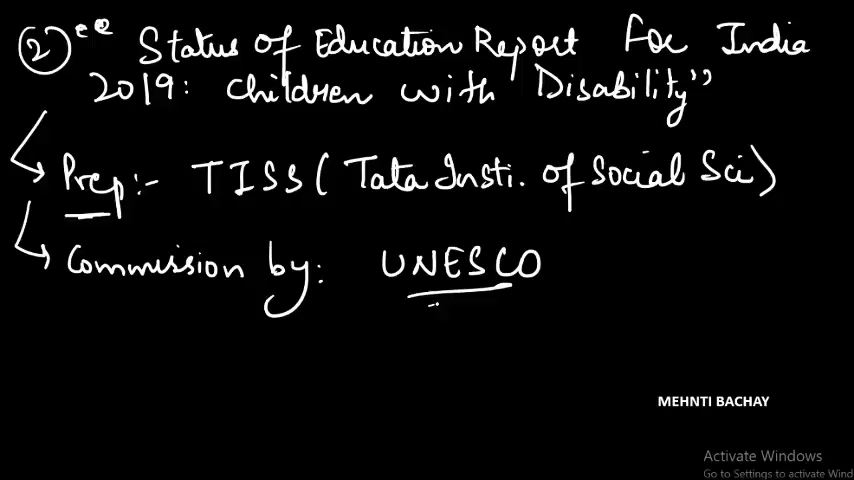 ② "Status of Education Report For India
2019: Children with Disability"
Prep:- TISS (Tata Insti. of Social Sci)
Commission by: UNESCO
MEHNTI BACHAY
Activate Windows
Go to Settings to activate Wind